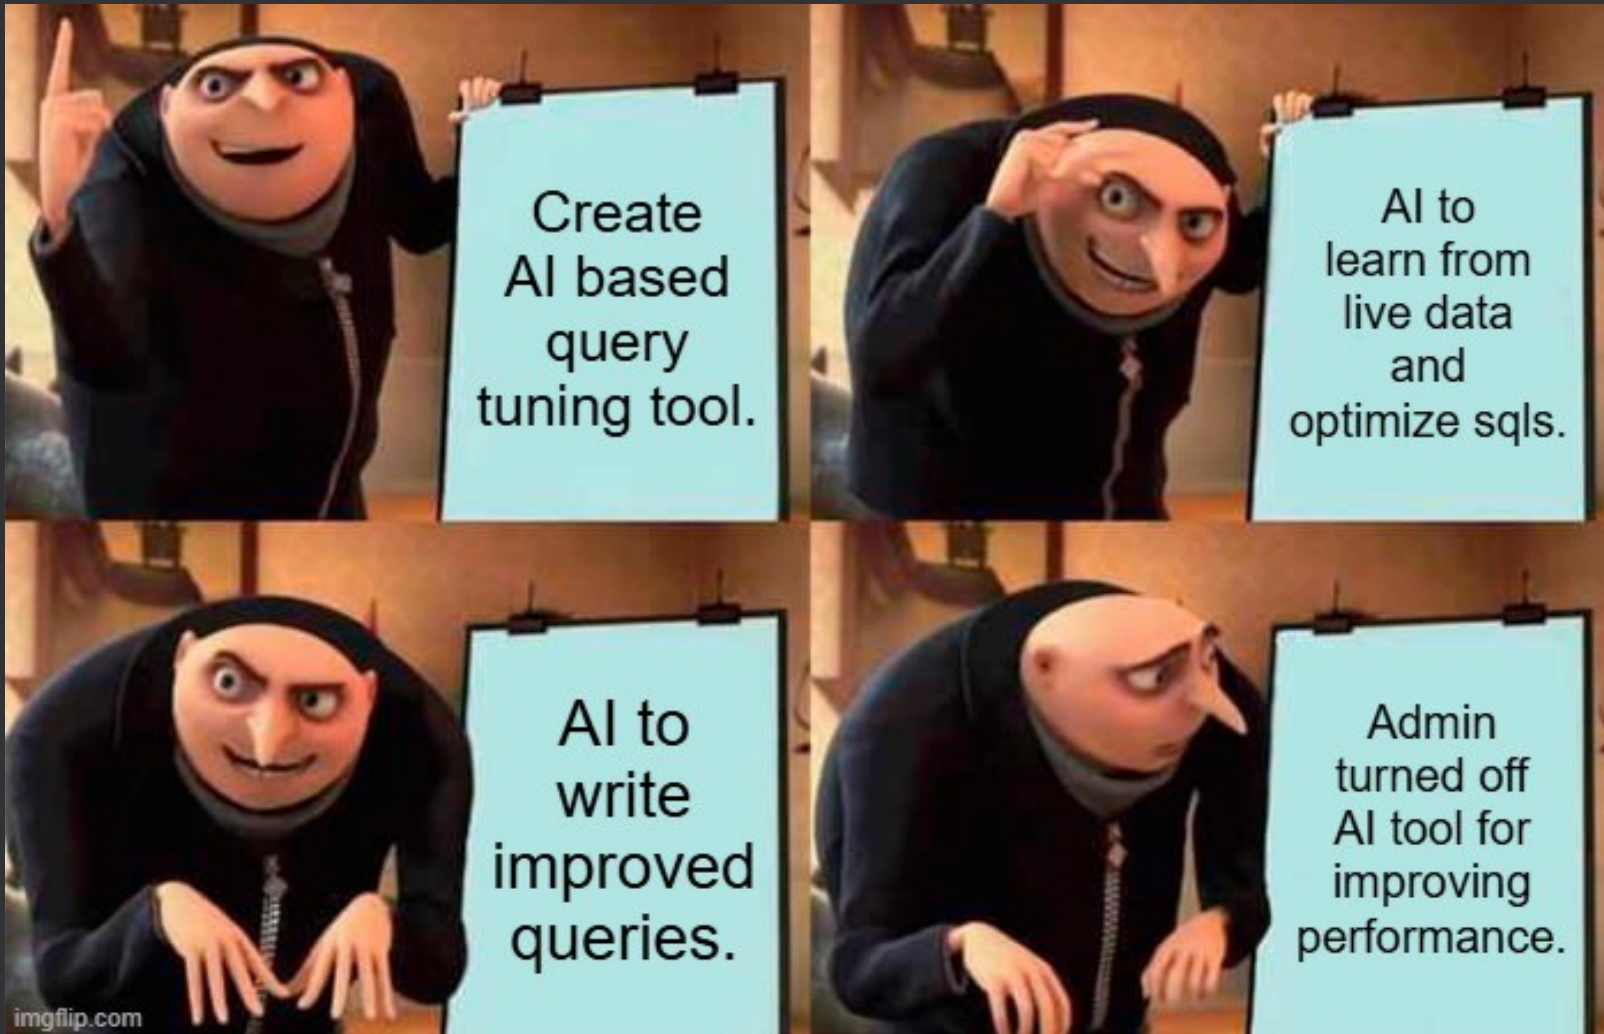 Create
AI based
query
tuning tool.
AI to
learn from
live data
and
optimize sqls.
AI to
write
improved
queries.
Admin
turned off
AI tool for
improving
performance.
imgflip.com